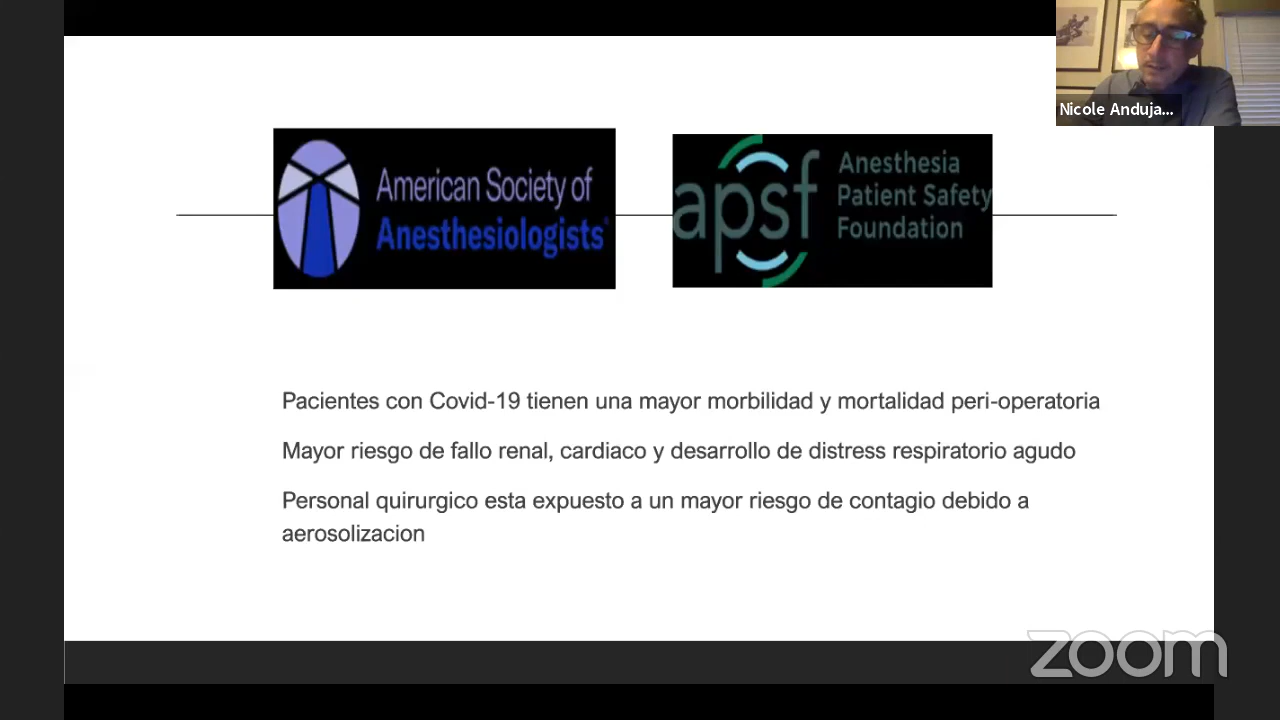 Nicole Anduja...
American Society of
Anesthesiologists
apsf
Anesthesia
Patient Safety
Foundation
Pacientes con Covid-19 tienen una mayor morbilidad y mortalidad peri-operatoria
Mayor riesgo de fallo renal, cardiaco y desarrollo de distress respiratorio agudo
Personal quirurgico esta expuesto a un mayor riesgo de contagio debido a
aerosolizacion
zoom